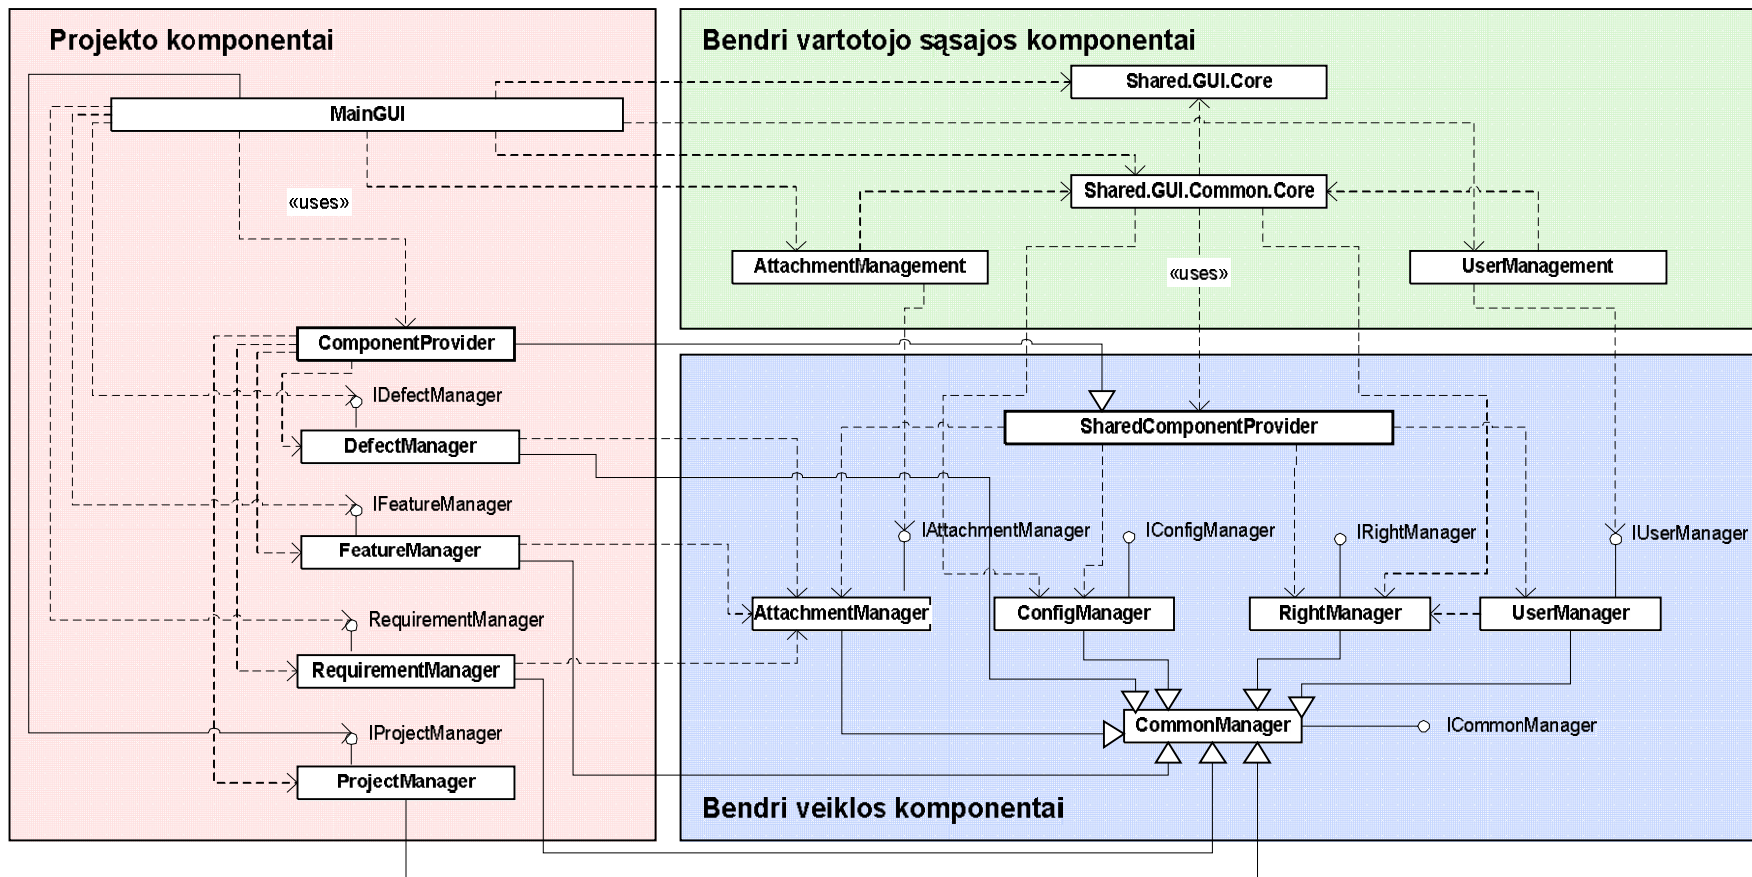 Projekto komponentai
MainGUI
«uses»
ComponentProvider
IDefectManager
DefectManager
IFeatureManager
FeatureManager
RequirementManager
RequirementManager
IProjectManager
ProjectManager
Bendri vartotojo sąsajos komponentai
Shared.GUI.Core
Shared.GUI.Common.Core
AttachmentManagement
«uses»
UserManagement
SharedComponentProvider
IAttachmentManager
IConfigManager
IRightManager
IUserManager
AttachmentManager
ConfigManager
RightManager
UserManager
CommonManager
ICommonManager
Bendri veiklos komponentai